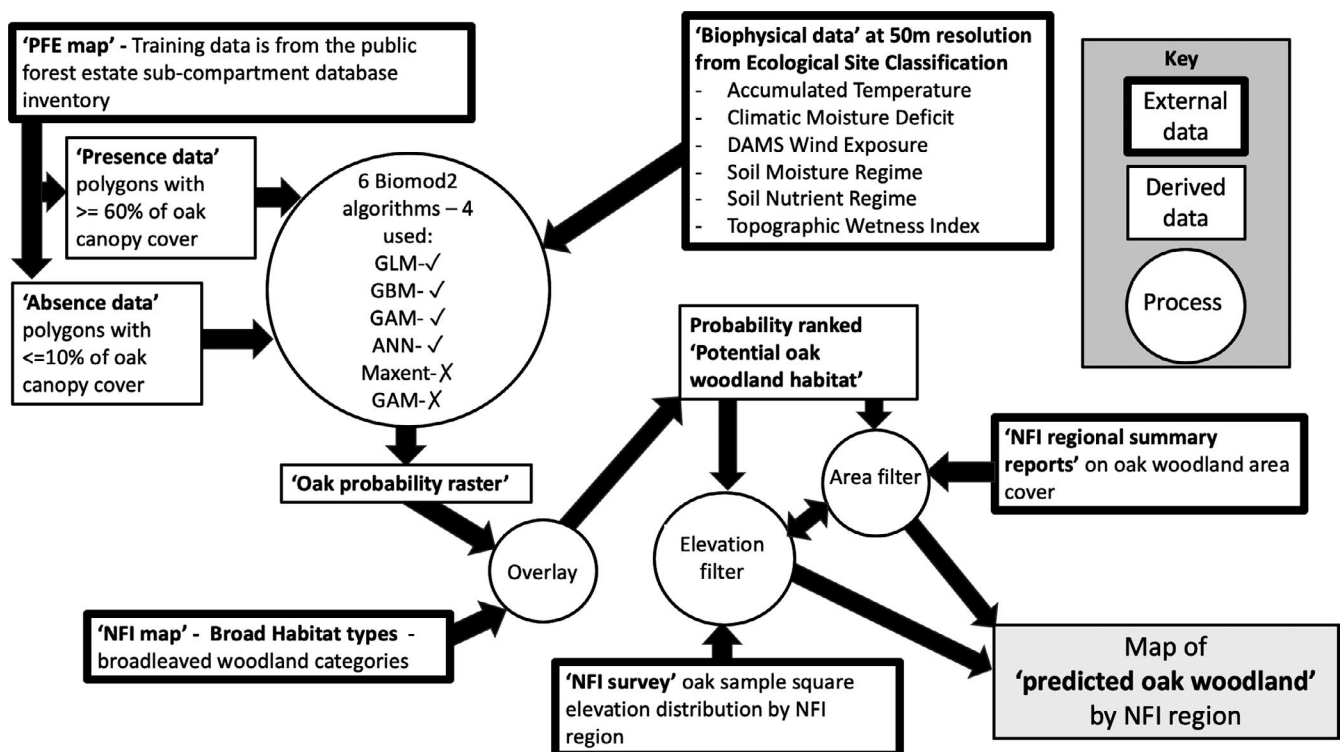 ‘PFE map’ - Training data is from the public
forest estate sub-compartment database
inventory
‘Presence data’
polygons with
>= 60% of oak
canopy cover
‘Absence data’
polygons with
<=10% of oak
canopy cover
6 Biomod2
algorithms – 4
used:
GLM-✓
GBM- ✓
GAM- ✓
ANN-✓
Maxent-✗
GAM-✗
‘Biophysical data’ at 50m resolution
from Ecological Site Classification
- Accumulated Temperature
- Climatic Moisture Deficit
- DAMS Wind Exposure
- Soil Moisture Regime
- Soil Nutrient Regime
- Topographic Wetness Index
Key
External
data
Derived
data
Process
‘Oak probability raster’
Overlay
‘NFI map’ - Broad Habitat types -
broadleaved woodland categories
Probability ranked
‘Potential oak
woodland habitat’
Area filter
‘NFI regional summary
reports’ on oak woodland area
cover
Elevation
filter
‘NFI survey’ oak sample square
elevation distribution by NFI
region
Map of
‘predicted oak woodland’
by NFI region